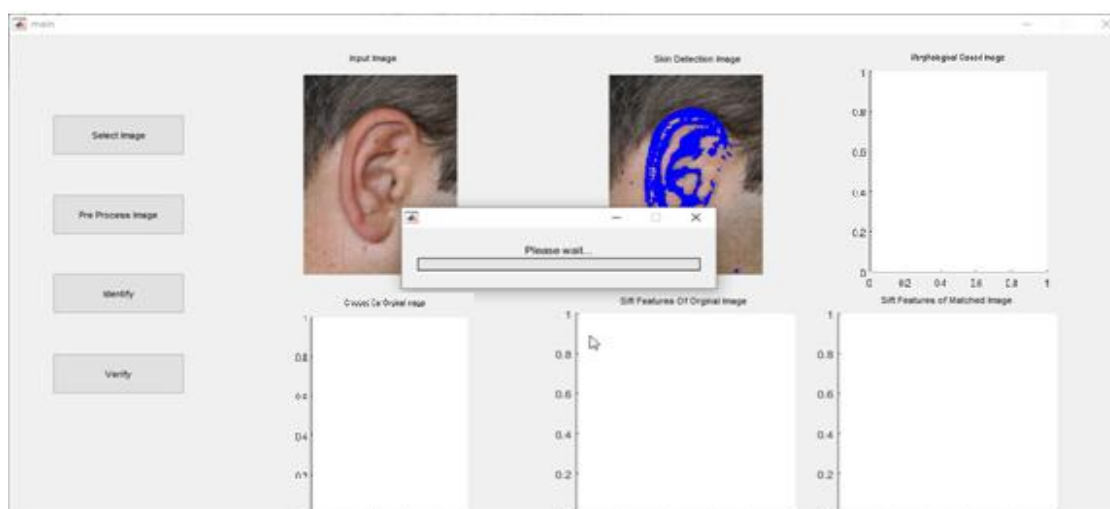 main
Input Image
Skin Detection Image
Select Image
Pre Process Image
Identify
Verify
Please wait...
Image
1
0.8
0.6
0.4
0.2
0
0 0.2 0.4 0.8 1
Sift Features Of Orginal Image
1
0.8
0.6
0.4
0.2
Sift Features of Matched Image
1
0.8
0.6
0.4
0.2
1
0.8
0.6
0.4